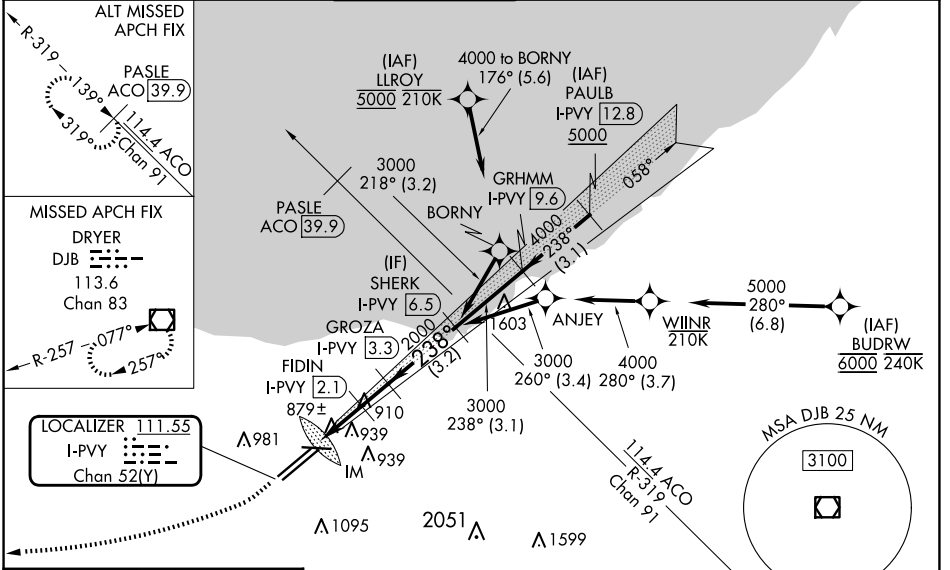 ALT MISSED
APCH FIX
R-319
139°
319°
PASLE
ACO 39.9
114.4 ACO
Chan 91
MISSED APCH FIX
DRYER
DJB
113.6
Chan 83
R-257
077°
257°
LOCALIZER 111.55
I-PVY
Chan 52(Y)
(IAF)
LLROY
5000 210K
4000 to BORNY
176° (5.6)
(IAF)
PAULB
I-PVY 12.8
5000
058°
3000
218° (3.2)
PASLE
ACO 39.9
BORNY
GRHMM
I-PVY 9.6
4000
238°
(3.1)
(IF)
SHERK
I-PVY 6.5
GROZA
I-PVY 3.3
2000
238°
(3.2)
FIDIN
I-PVY 2.1
879±
910
939
939
981
IM
1603
ANJEY
WIINR
210K
5000
280°
(6.8)
(IAF)
BUDRW
6000 240K
3000
260° (3.4)
4000
280° (3.7)
3000
238° (3.1)
114.4 ACO
R-319
Chan 91
1095
2051
1599
MSA DJB 25 NM
3100